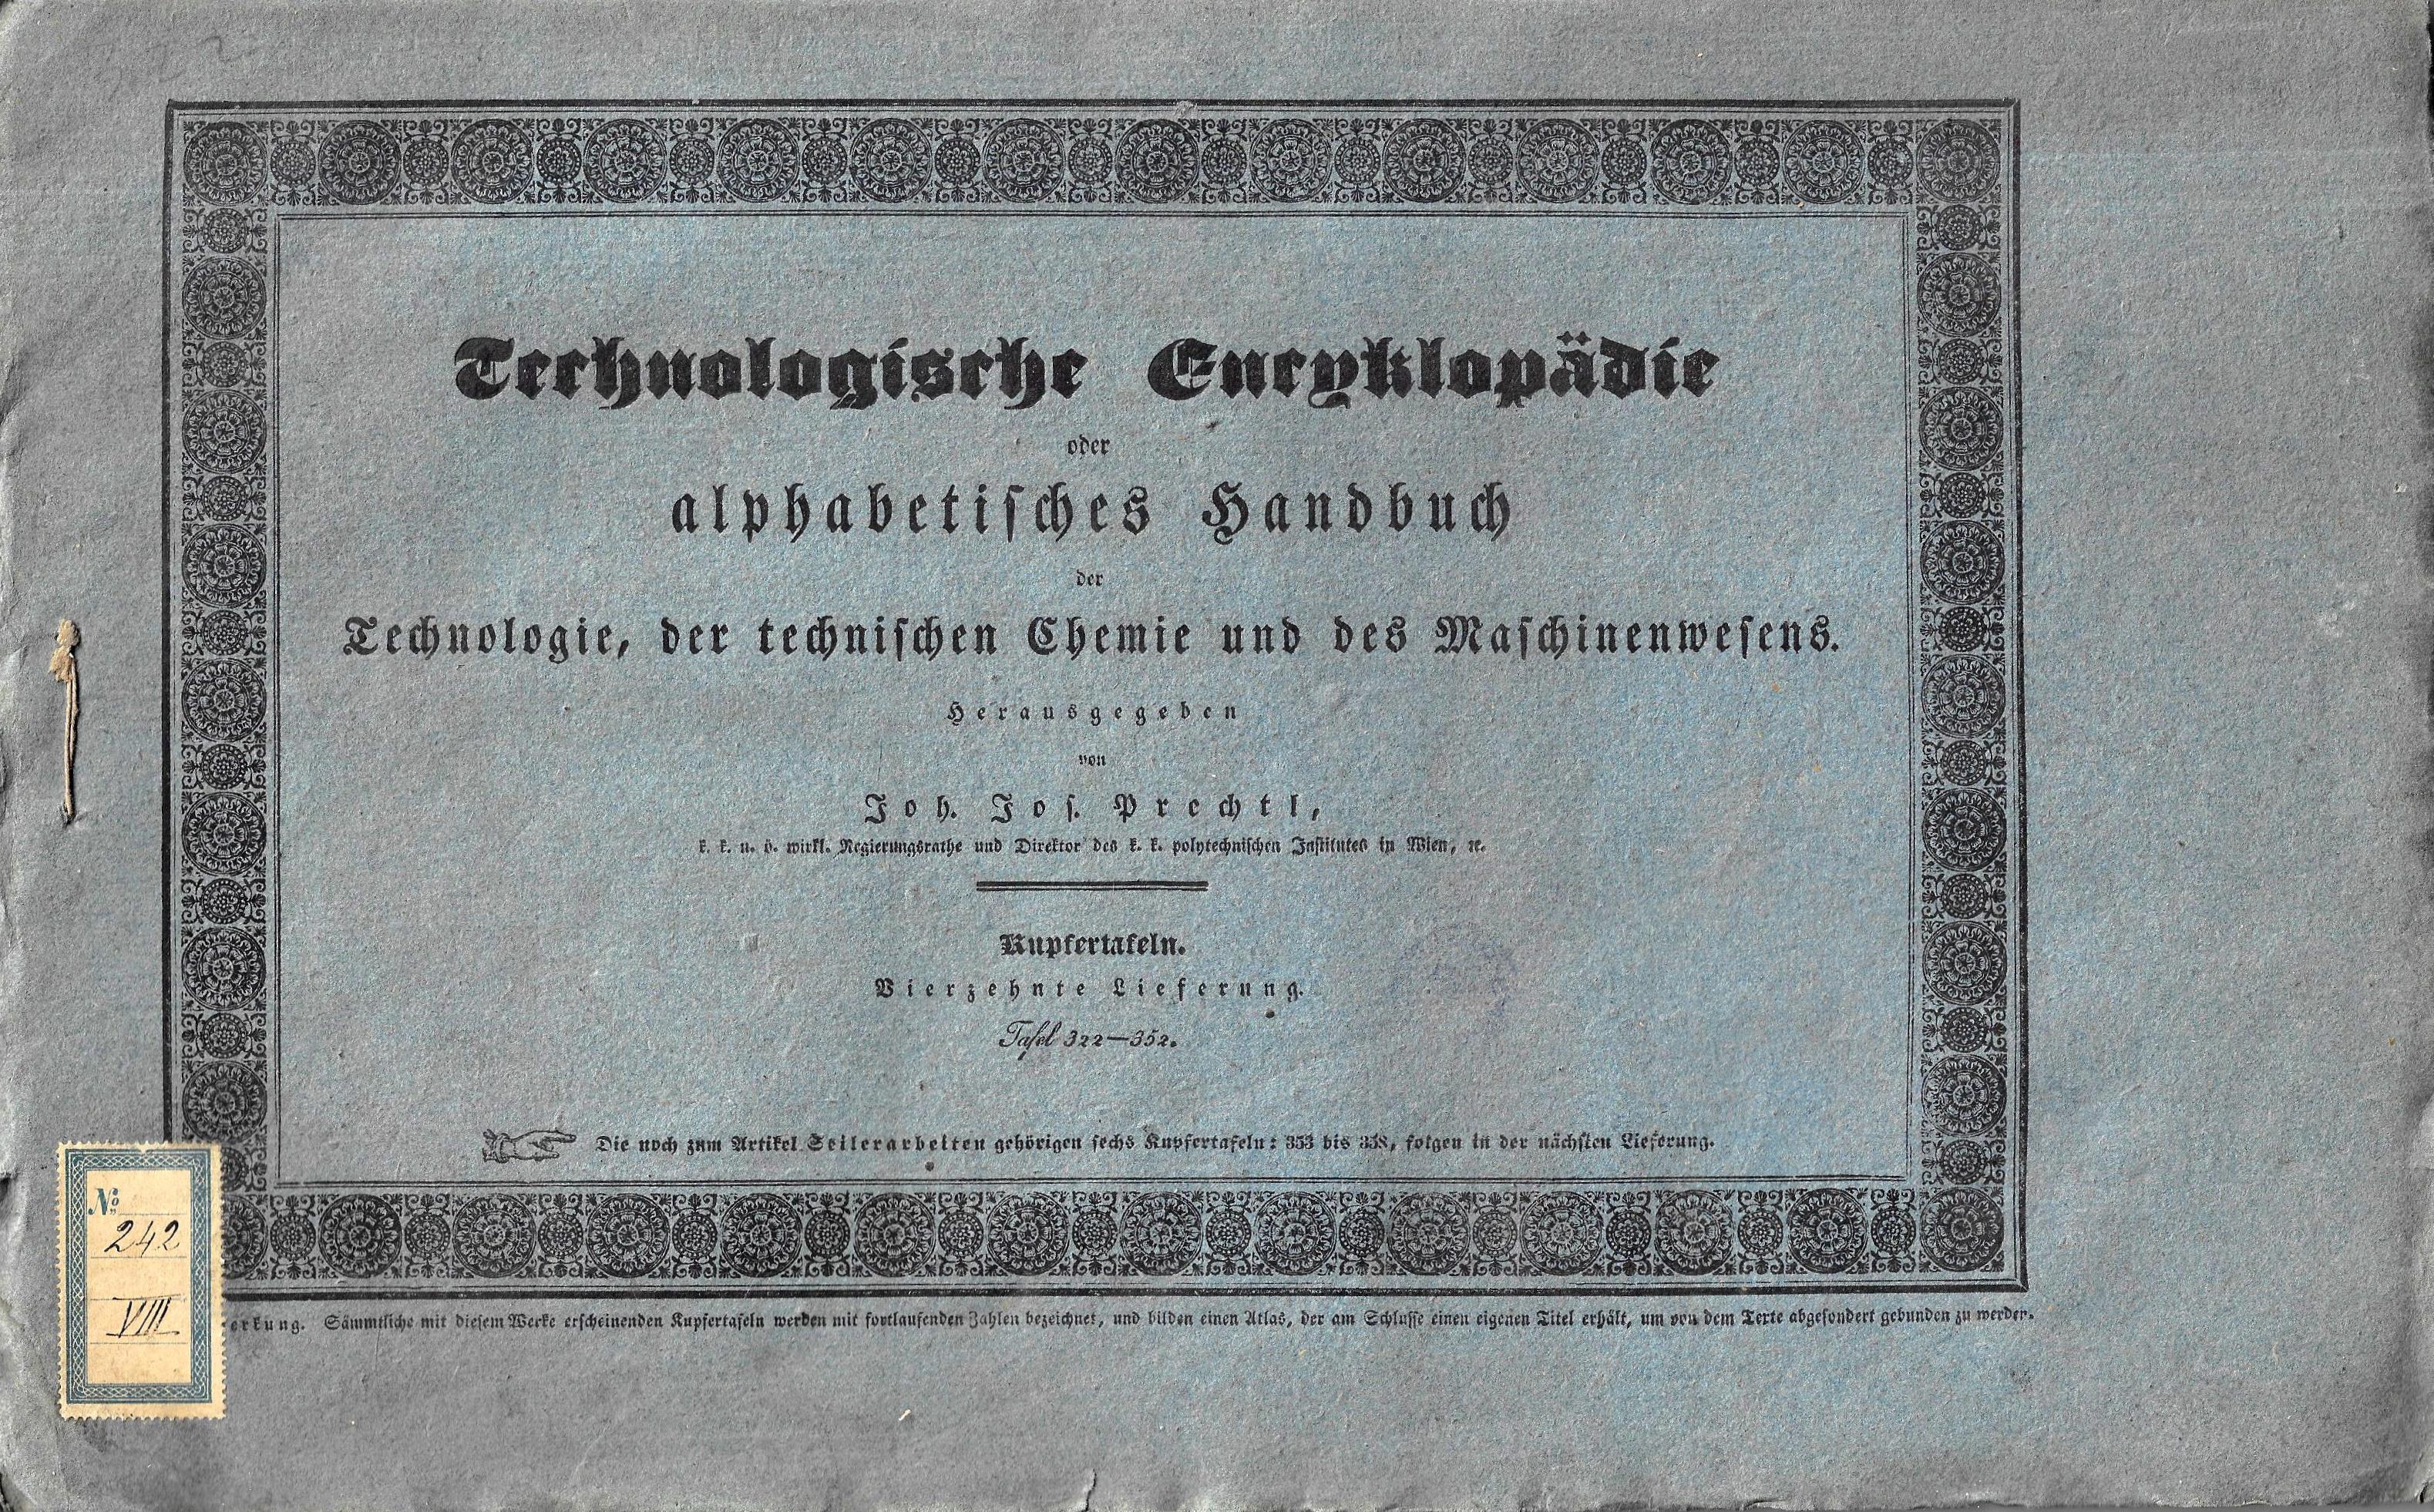 Technologische Encyklopädie
oder
alphabetisches Handbuch
der
Technologie, der technischen Chemie und des Maschinenwesens.
Herausgegeben
von
Joh. Jos. Prechtl,
k. k. n. ö. wirkl. Regierungsrathe und Direktor des k. k. polytechnischen Institutes in Wien, ꝛc.
Kupfertafeln.
Vierzehnte Lieferung.
Tafel 322—352.
Die noch zum Artikel Seilerarbeiten gehörigen sechs Kupfertafeln: 353 bis 358, folgen in der nächsten Lieferung.
No
242
VIII
erkung. Sämmtliche mit diesem Werke erscheinenden Kupfertafeln werden mit fortlaufenden Zahlen bezeichnet, und bilden einen Atlas, der am Schlusse einen eigenen Titel erhält, um von dem Texte abgesondert gebunden zu werden.